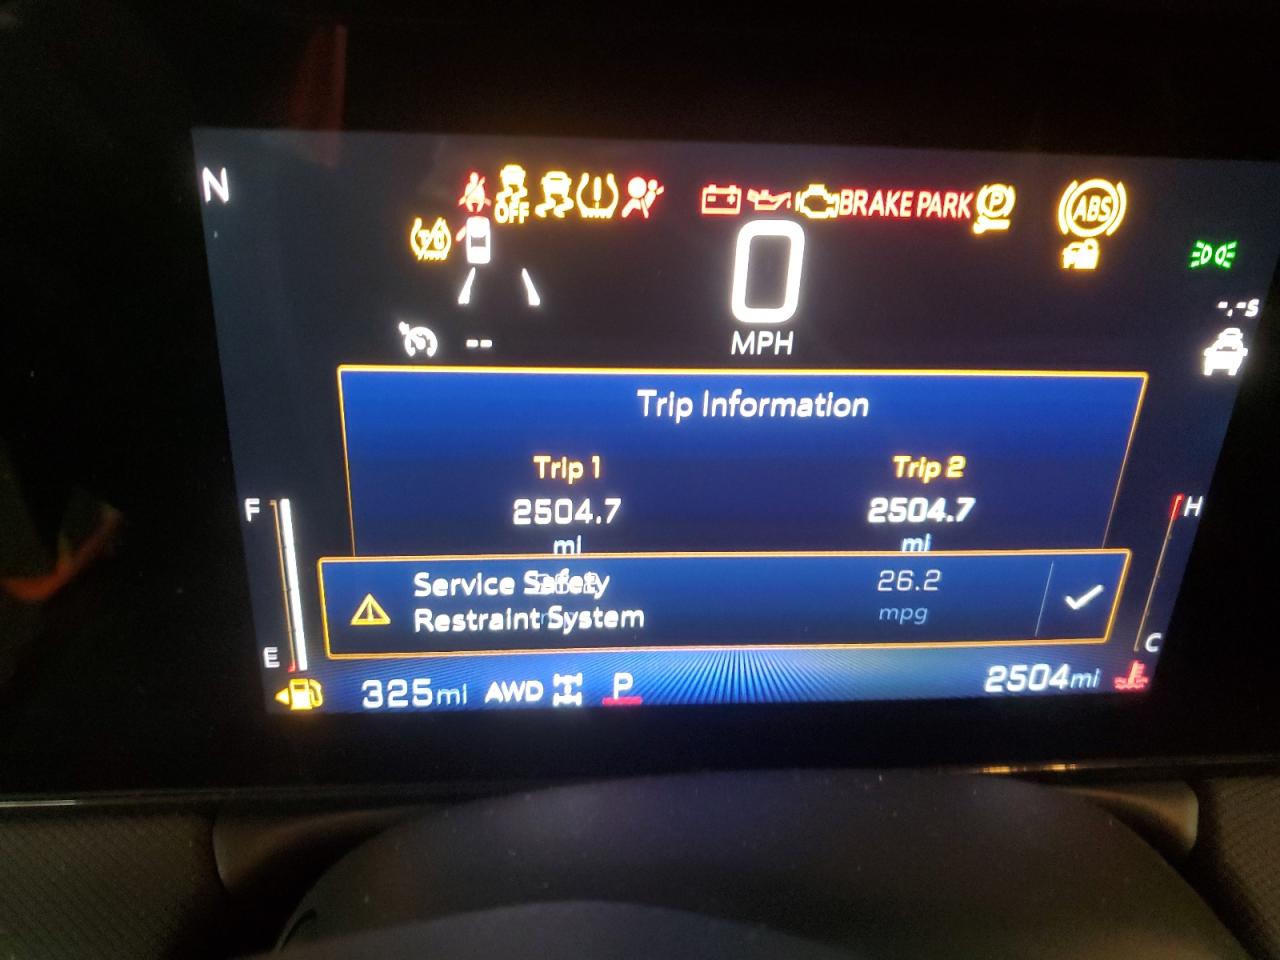 N
OFF
BRAKE PARK
P
ABS
0
MPH
-.-s
--
Trip Information
Trip 1
Trip 2
2504.7
2504.7
mi
mi
F
H
Service Safety
Restraint System
26.2
mpg
E
C
325mi AWD P
2504mi